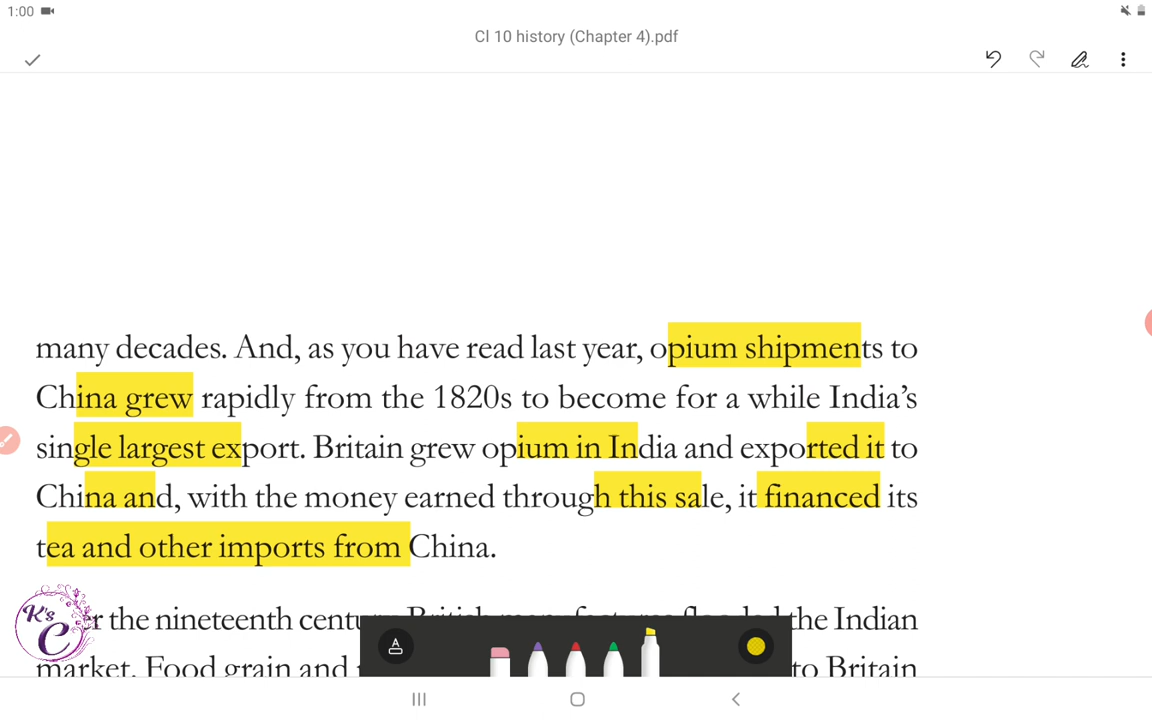 1:00
Cl 10 history (Chapter 4).pdf
many decades. And, as you have read last year, opium shipments to
China grew rapidly from the 1820s to become for a while India's
single largest export. Britain grew opium in India and exported it to
China and, with the money earned through this sale, it financed its
tea and other imports from China.
the nineteenth the Indian
market. Food grain and to Britain
K's
C